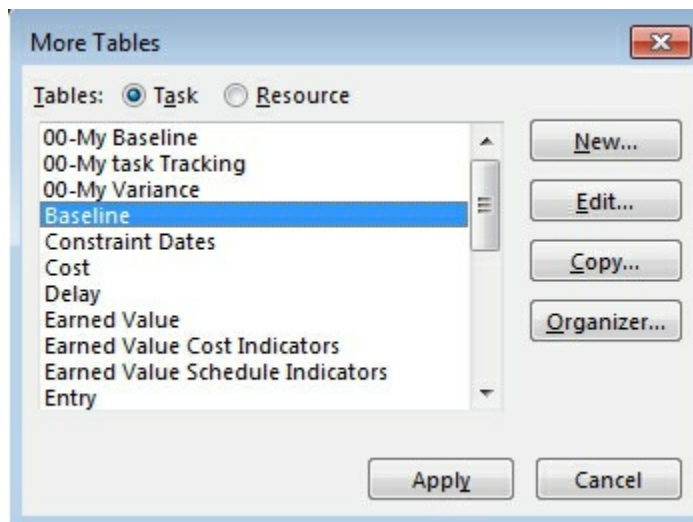 More Tables
Tables: Task Resource
00-My Baseline
00-My task Tracking
00-My Variance
Baseline
Constraint Dates
Cost
Delay
Earned Value
Earned Value Cost Indicators
Earned Value Schedule Indicators
Entry
New...
Edit...
Copy...
Organizer...
Apply Cancel